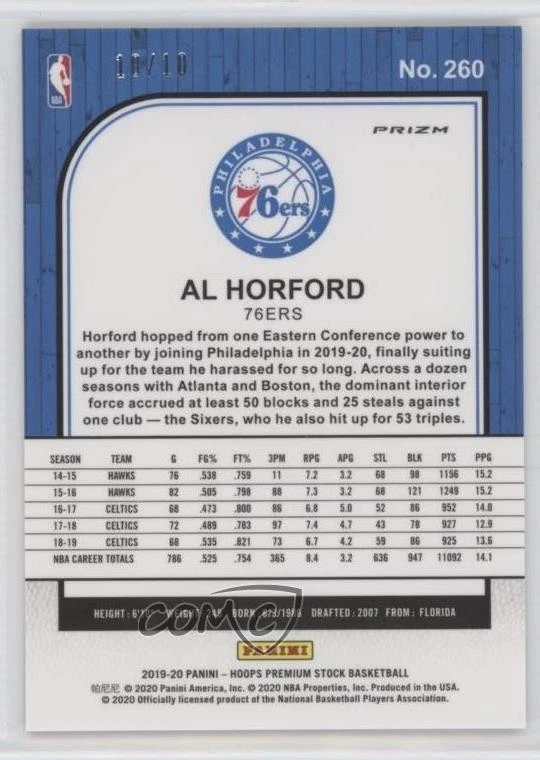 NBA
10/10
No. 260
PRIZM
PHILADELPHIA
76ers
AL HORFORD
76ERS
Horford hopped from one Eastern Conference power to
another by joining Philadelphia in 2019-20, finally suiting
up for the team he harassed for so long. Across a dozen
seasons with Atlanta and Boston, the dominant interior
force accrued at least 50 blocks and 25 steals against
one club — the Sixers, who he also hit up for 53 triples.
SEASON TEAM G FG% FT% 3PM RPG APG STL BLK PTS PPG
14-15 HAWKS 76 .538 .759 11 7.2 3.2 68 98 1156 15.2
15-16 HAWKS 82 .505 .798 88 7.3 3.2 68 121 1249 15.2
16-17 CELTICS 68 .473 .800 86 6.8 5.0 52 86 952 14.0
17-18 CELTICS 72 .489 .783 97 7.4 4.7 43 78 927 12.9
18-19 CELTICS 68 .535 .821 73 6.7 4.2 59 86 925 13.6
NBA CAREER TOTALS 786 .525 .754 365 8.4 3.2 636 947 11092 14.1
HEIGHT: WEIGHT: BORN: DRAFTED: 2007 FROM: FLORIDA
COMC
PANINI
2019-20 PANINI – HOOPS PREMIUM STOCK BASKETBALL
帕尼尼 © 2020 Panini America, Inc. © 2020 NBA Properties, Inc. Produced in the USA.
© 2020 Officially licensed product of the National Basketball Players Association.